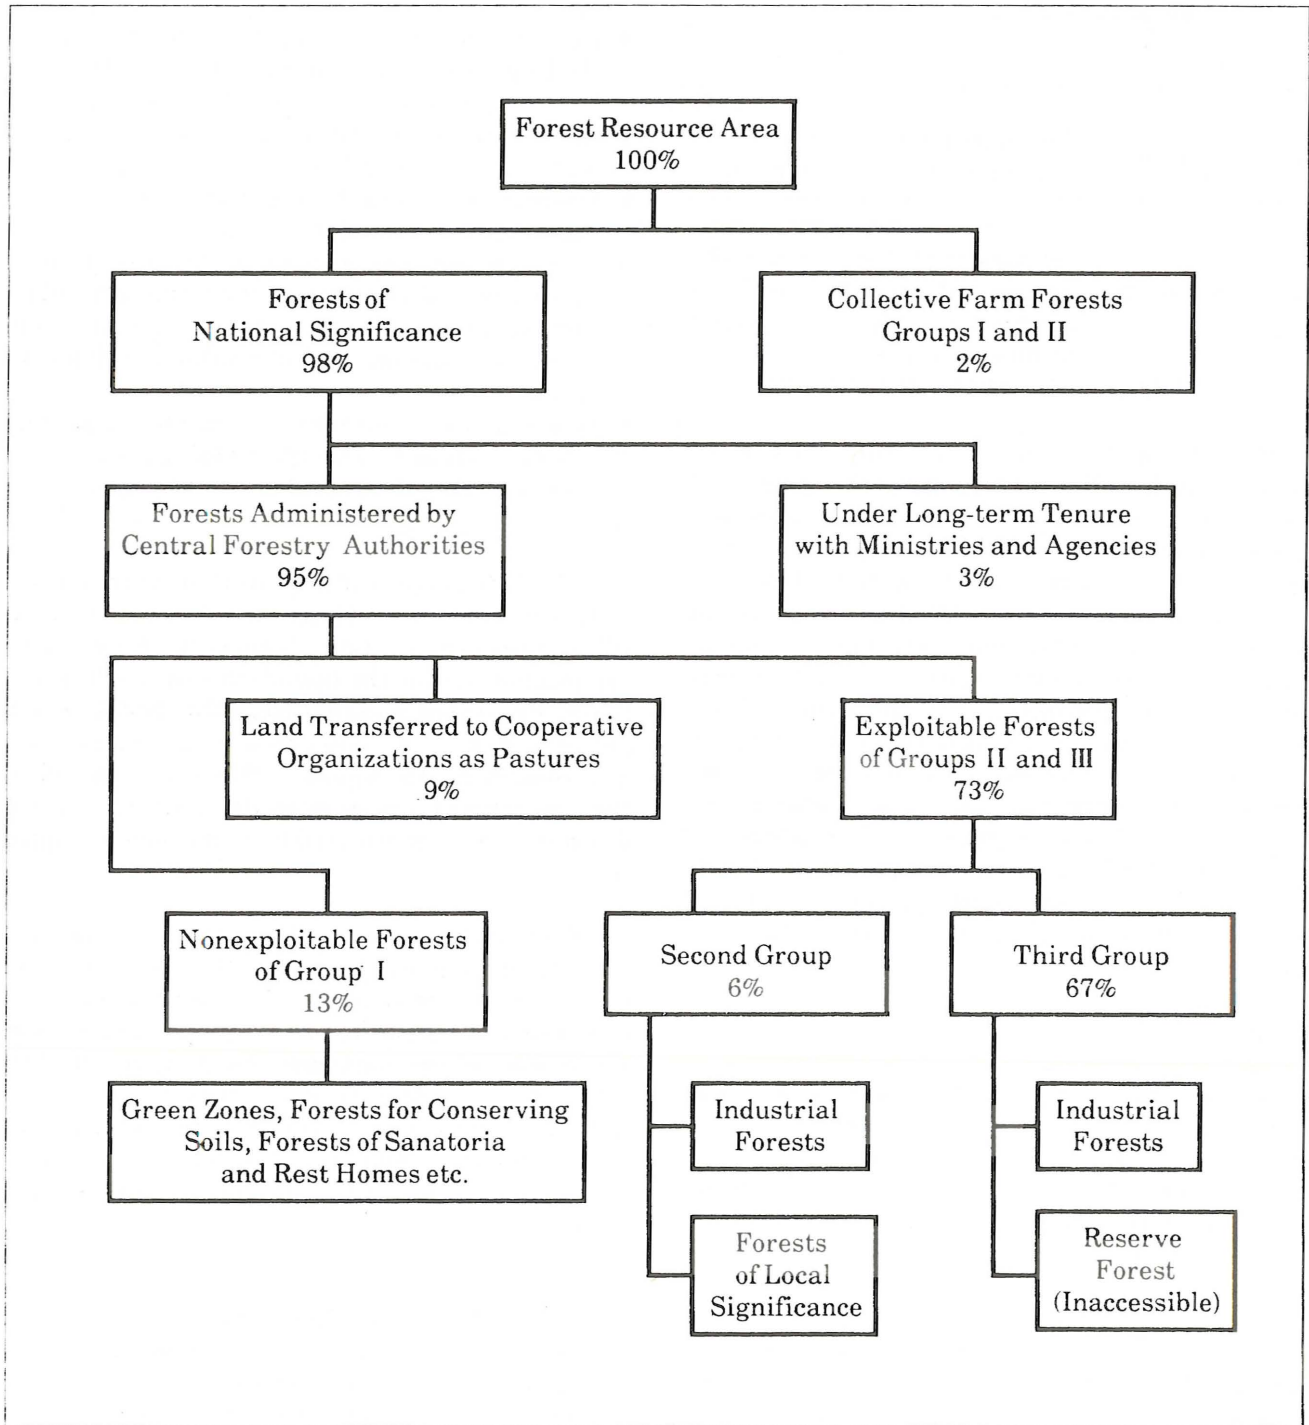 Forest Resource Area
100%
Forests of
National Significance
98%
Collective Farm Forests
Groups I and II
2%
Forests Administered by
Central Forestry Authorities
95%
Under Long-term Tenure
with Ministries and Agencies
3%
Land Transferred to Cooperative
Organizations as Pastures
9%
Exploitable Forests
of Groups II and III
73%
Nonexploitable Forests
of Group I
13%
Second Group
6%
Third Group
67%
Green Zones, Forests for Conserving
Soils, Forests of Sanatoria
and Rest Homes etc.
Industrial
Forests
Industrial
Forests
Forests
of Local
Significance
Reserve
Forest
(Inaccessible)